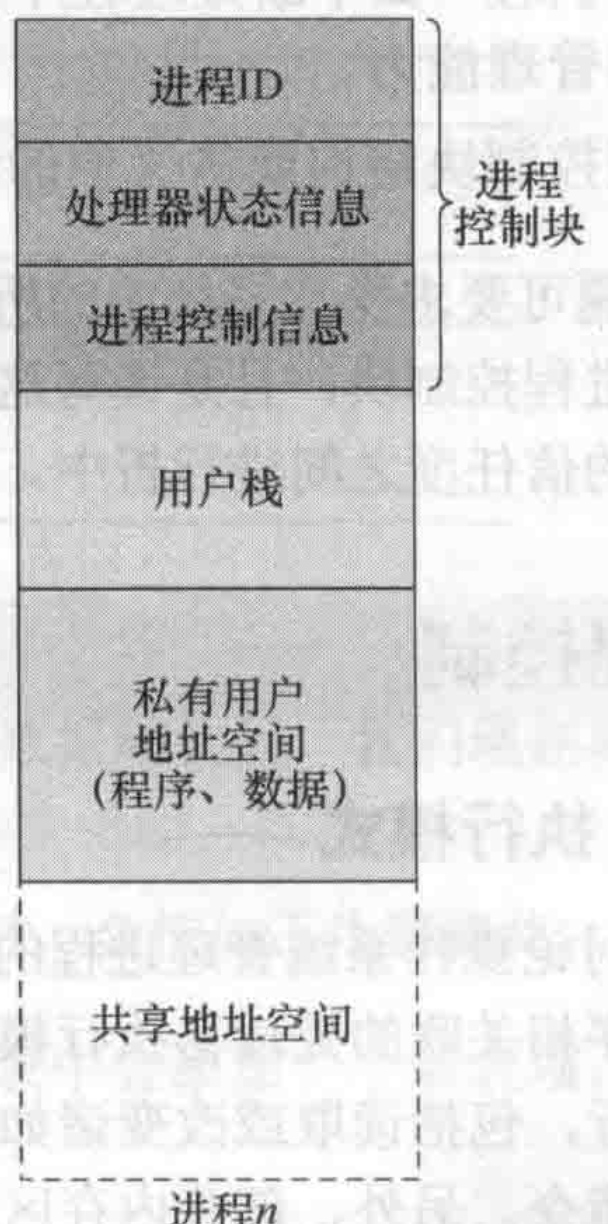 进程ID
处理器状态信息
进程控制信息
进程
控制块
用户栈
私有用户
地址空间
(程序、数据)
共享地址空间
进程n